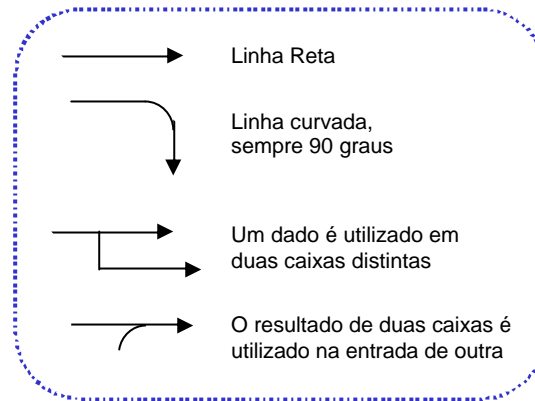 Linha Reta
Linha curvada,
sempre 90 graus
Um dado é utilizado em
duas caixas distintas
O resultado de duas caixas é
utilizado na entrada de outra